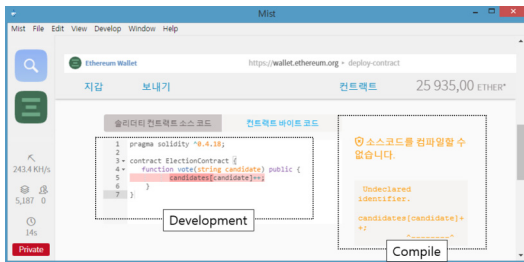 Mist
Mist File Edit View Develop Window Help
Ethereum Wallet https://wallet.ethereum.org • deploy-contract
지갑 보내기 컨트랙트 25 935,00 ETHER*
솔리더티 컨트랙트 소스 코드 컨트랙트 바이트 코드
1 pragma solidity ^0.4.18;
2
3 contract ElectionContract {
4 function vote(string candidate) public {
5 candidates[candidate]++;
6 }
7 }
Development
소스코드를 컴파일할 수
없습니다.
Undeclared
identifier.
candidates[candidate]+
+;
^--------^
Compile
243.4 KH/s
5,187 0
14s
Private